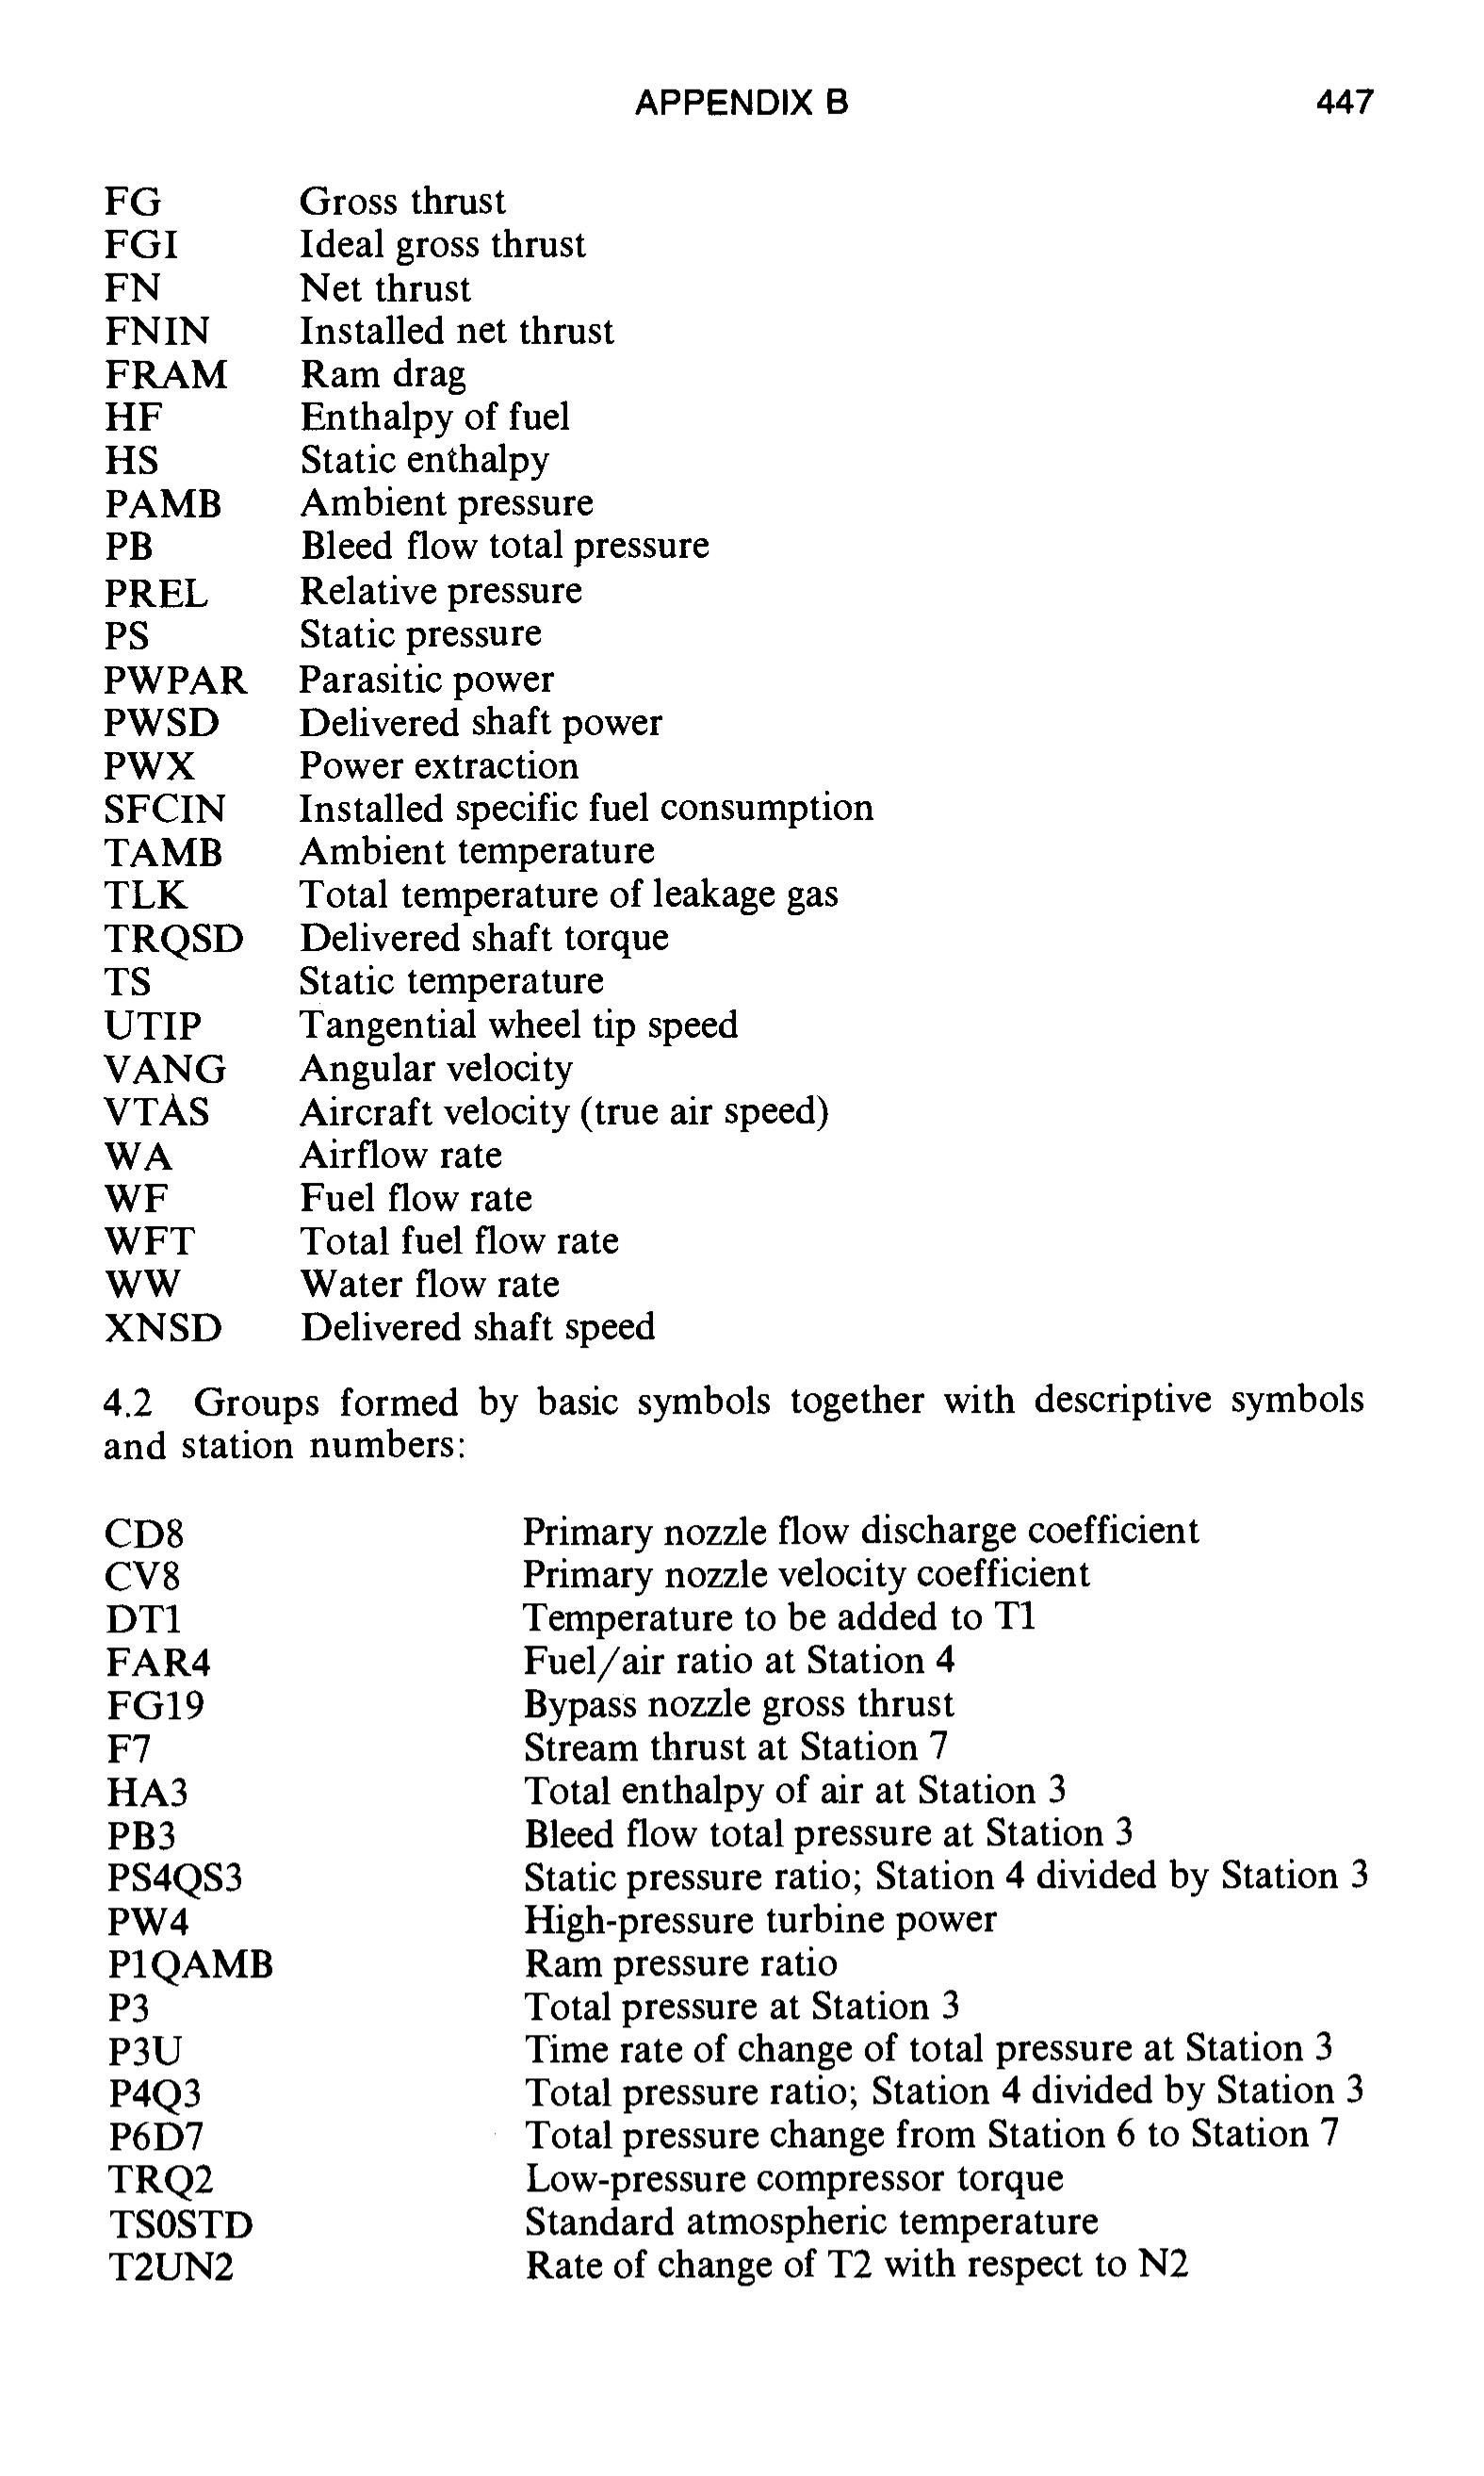 APPENDIX B 447
FG Gross thrust
FGI Ideal gross thrust
FN Net thrust
FNIN Installed net thrust
FRAM Ram drag
HF Enthalpy of fuel
HS Static enthalpy
PAMB Ambient pressure
PB Bleed flow total pressure
PREL Relative pressure
PS Static pressure
PWPAR Parasitic power
PWSD Delivered shaft power
PWX Power extraction
SFCIN Installed specific fuel consumption
TAMB Ambient temperature
TLK Total temperature of leakage gas
TRQSD Delivered shaft torque
TS Static temperature
UTIP Tangential wheel tip speed
VANG Angular velocity
VTAS Aircraft velocity (true air speed)
WA Airflow rate
WF Fuel flow rate
WFT Total fuel flow rate
WW Water flow rate
XNSD Delivered shaft speed
4.2 Groups formed by basic symbols together with descriptive symbols
and station numbers:
CD8 Primary nozzle flow discharge coefficient
CV8 Primary nozzle velocity coefficient
DT1 Temperature to be added to T1
FAR4 Fuel/air ratio at Station 4
FG19 Bypass nozzle gross thrust
F7 Stream thrust at Station 7
HA3 Total enthalpy of air at Station 3
PB3 Bleed flow total pressure at Station 3
PS4QS3 Static pressure ratio; Station 4 divided by Station 3
PW4 High-pressure turbine power
P1QAMB Ram pressure ratio
P3 Total pressure at Station 3
P3U Time rate of change of total pressure at Station 3
P4Q3 Total pressure ratio; Station 4 divided by Station 3
P6D7 Total pressure change from Station 6 to Station 7
TRQ2 Low-pressure compressor torque
TS0STD Standard atmospheric temperature
T2UN2 Rate of change of T2 with respect to N2